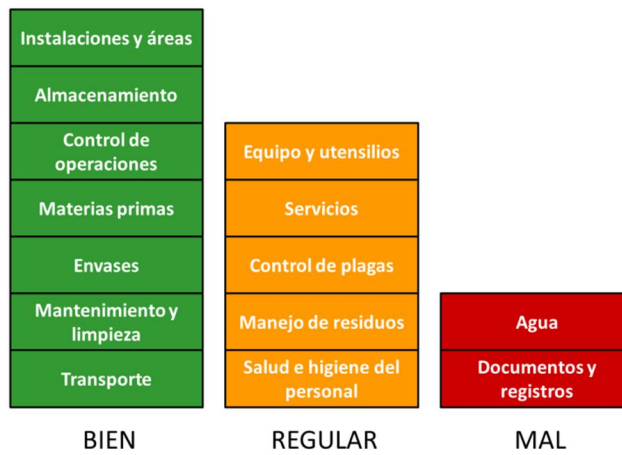 Instalaciones y áreas
Almacenamiento
Control de
operaciones
Materias primas
Envases
Mantenimiento y
limpieza
Transporte
BIEN
Equipo y utensilios
Servicios
Control de plagas
Manejo de residuos
Salud e higiene del
personal
REGULAR
Agua
Documentos y
registros
MAL